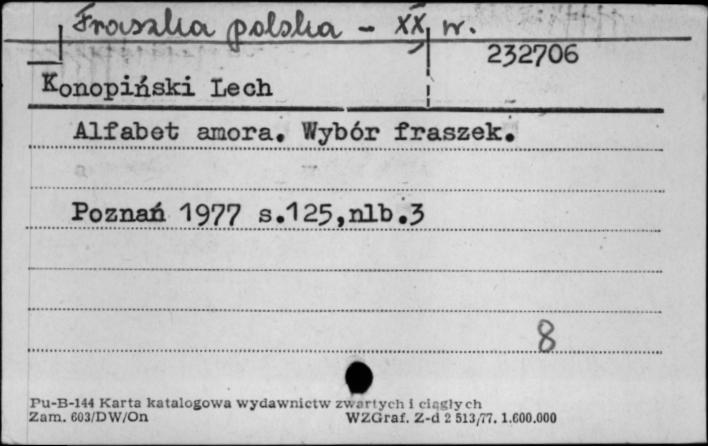 Fraszka polska - XX w.
232706
Konopiński Lech
Alfabet amora. Wybór fraszek.
Poznań 1977 s.125,nlb.3
8
Pu-B-144 Karta katalogowa wydawnictw zwartych i ciągłych
Zam. 603/DW/On WZGraf. Z-d 2 513/77. 1.600.000